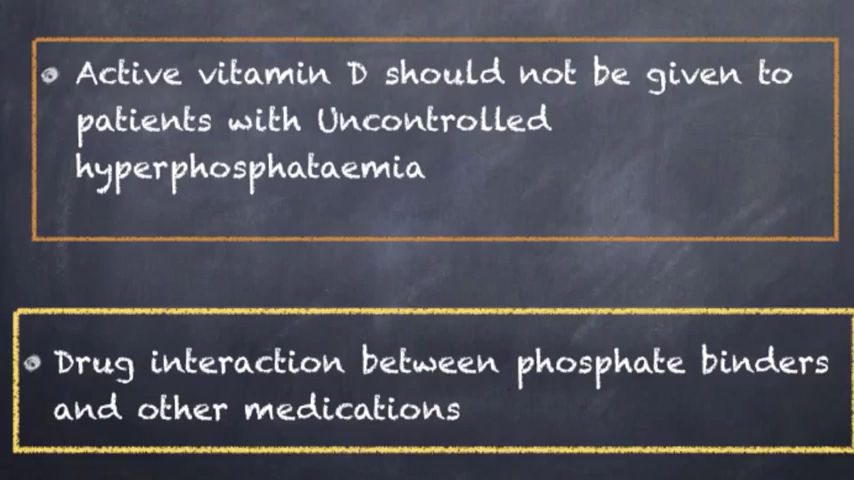 Active vitamin D should not be given to
patients with Uncontrolled
hyperphosphataemia
Drug interaction between phosphate binders
and other medications